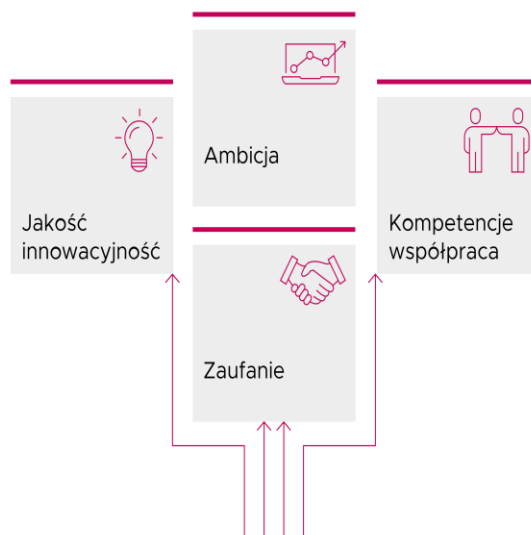 Ambicja
Jakość
innowacyjność
Kompetencje
współpraca
Zaufanie